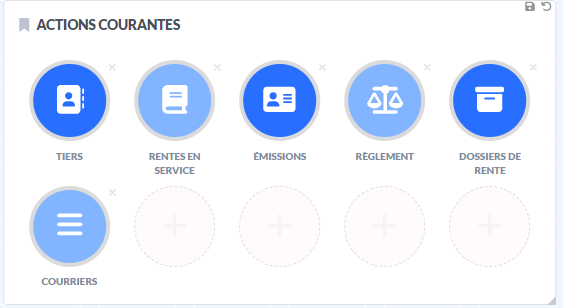 ACTIONS COURANTES
TIERS
RENTES EN
SERVICE
ÉMISSIONS
RÈGLEMENT
DOSSIERS DE
RENTE
COURRIERS